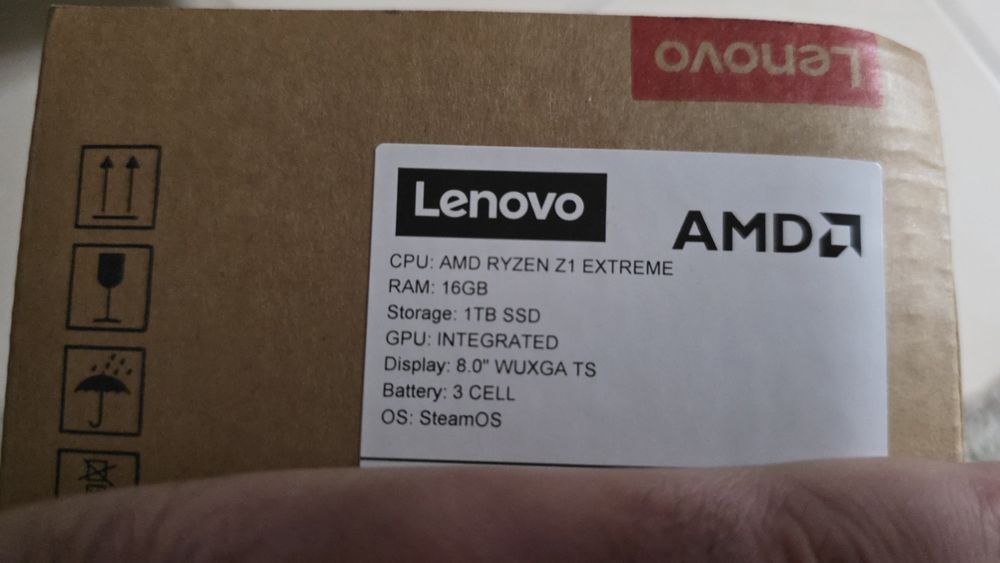 Lenovo
Lenovo
AMD
CPU: AMD RYZEN Z1 EXTREME
RAM: 16GB
Storage: 1TB SSD
GPU: INTEGRATED
Display: 8.0" WUXGA TS
Battery: 3 CELL
OS: SteamOS